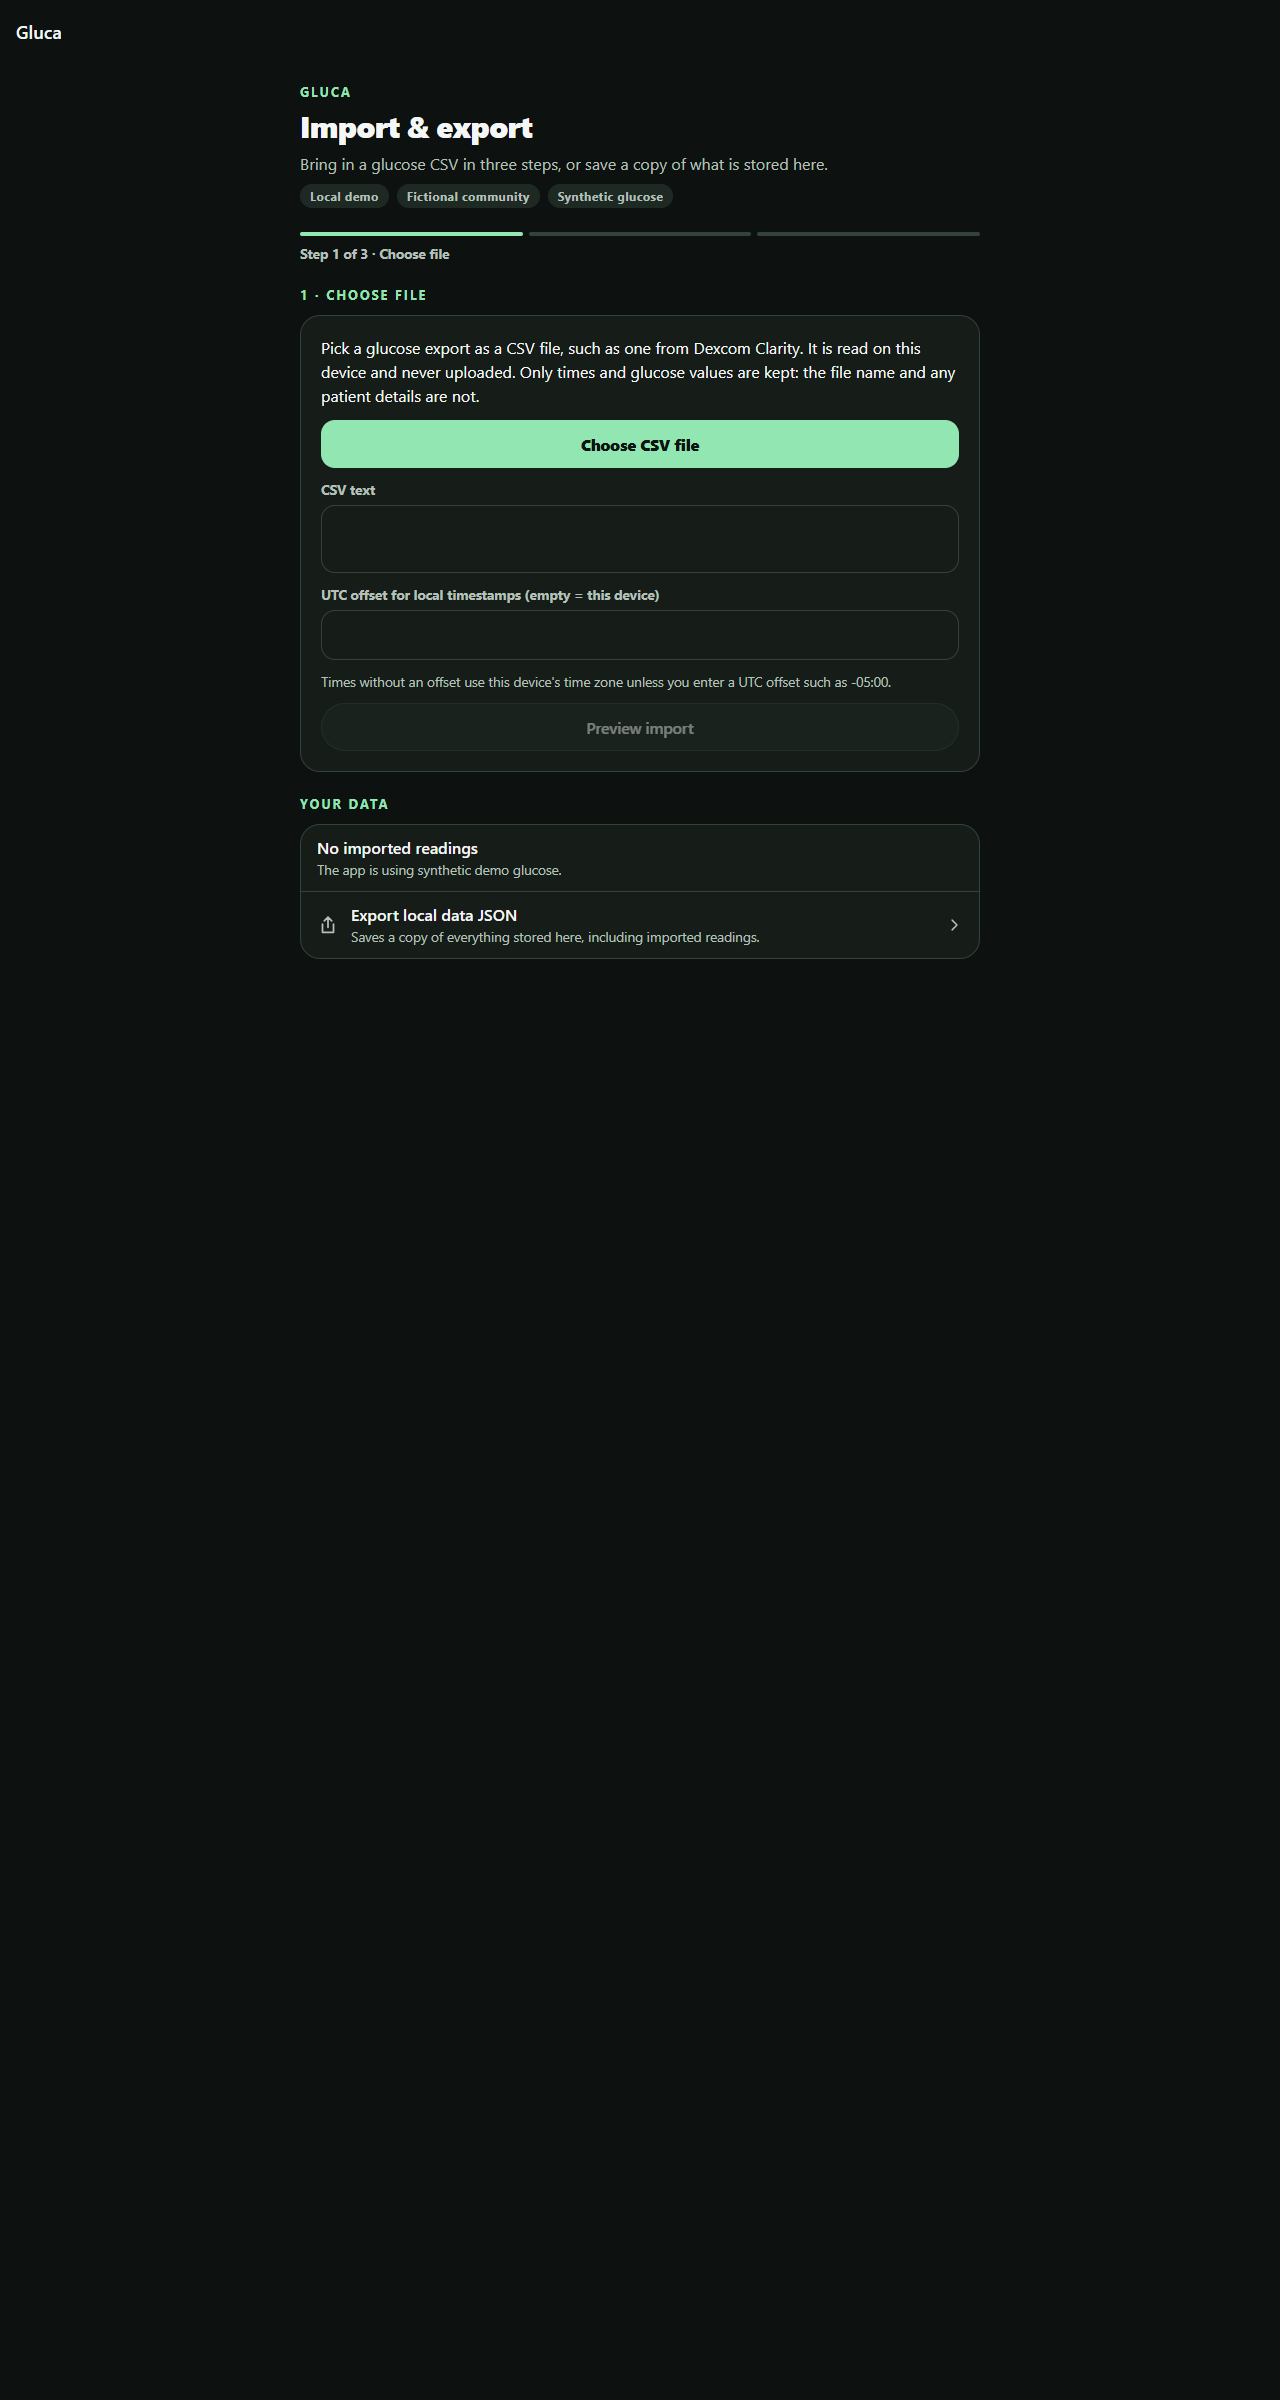 Gluca
GLUCA
Import & export
Bring in a glucose CSV in three steps, or save a copy of what is stored here.
Local demo
Fictional community
Synthetic glucose
Step 1 of 3 · Choose file
1 · CHOOSE FILE
Pick a glucose export as a CSV file, such as one from Dexcom Clarity. It is read on this
device and never uploaded. Only times and glucose values are kept: the file name and any
patient details are not.
Choose CSV file
CSV text
UTC offset for local timestamps (empty = this device)
Times without an offset use this device's time zone unless you enter a UTC offset such as -05:00.
Preview import
YOUR DATA
No imported readings
The app is using synthetic demo glucose.
Export local data JSON
Saves a copy of everything stored here, including imported readings.